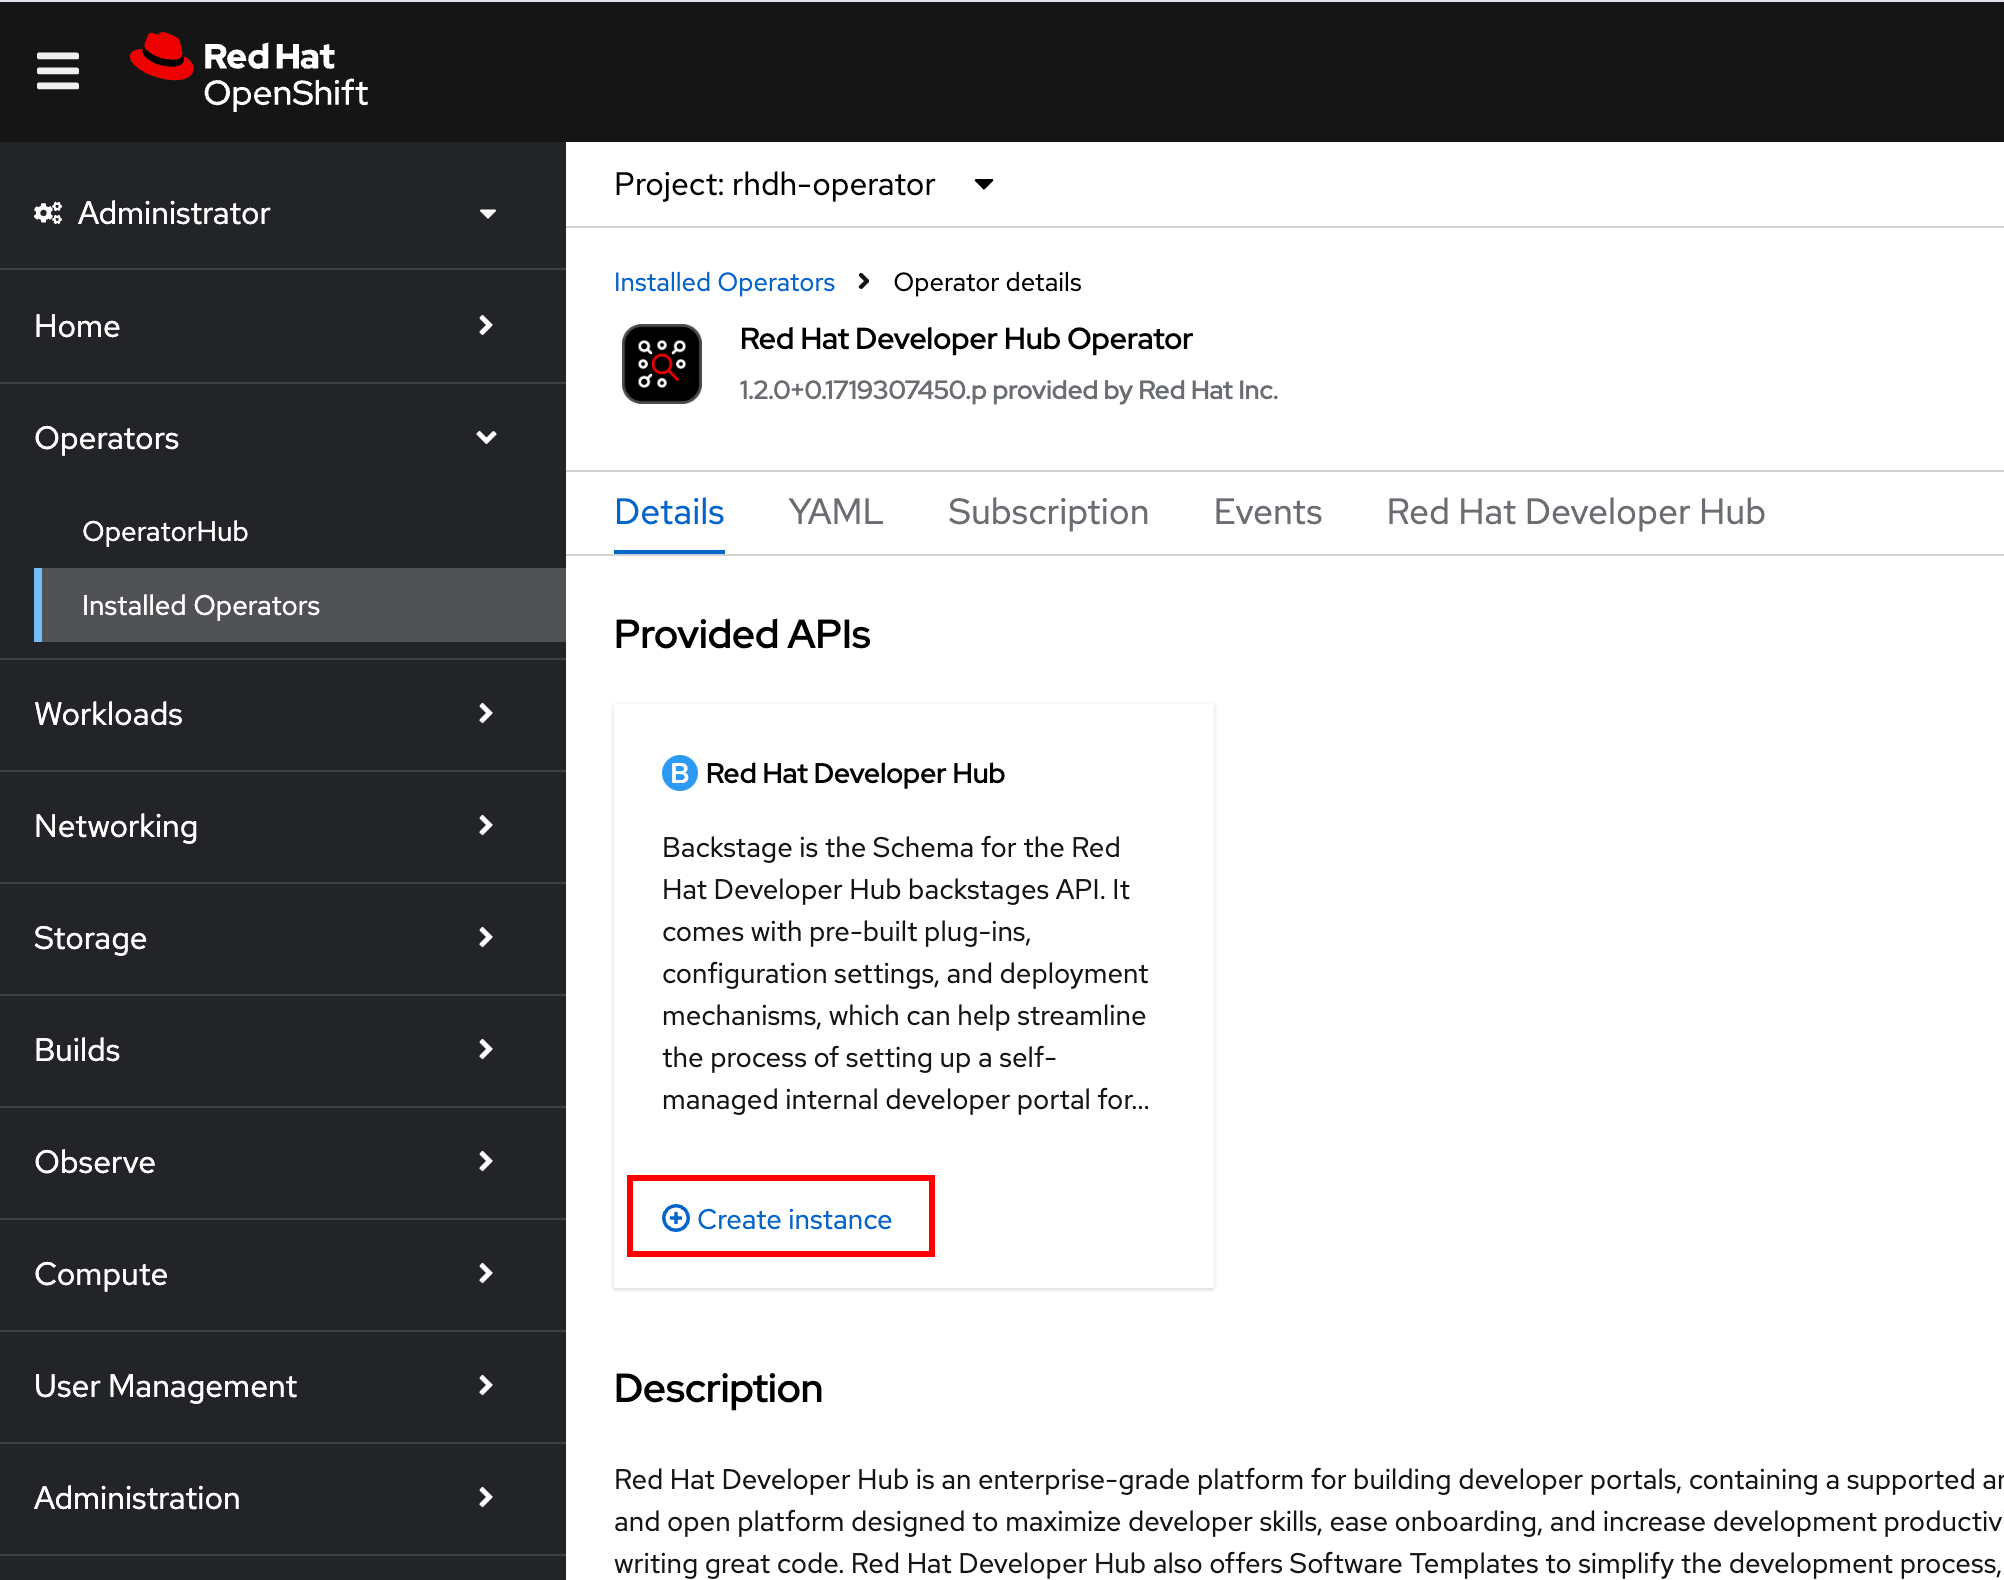 Red Hat
OpenShift
Administrator
Home
Operators
OperatorHub
Installed Operators
Workloads
Networking
Storage
Builds
Observe
Compute
User Management
Administration
Project: rhdh-operator
Installed Operators
Operator details
Red Hat Developer Hub Operator
1.2.0+0.1719307450.p provided by Red Hat Inc.
Details YAML Subscription Events Red Hat Developer Hub
Provided APIs
B Red Hat Developer Hub
Backstage is the Schema for the Red
Hat Developer Hub backstages API. It
comes with pre-built plug-ins,
configuration settings, and deployment
mechanisms, which can help streamline
the process of setting up a self-
managed internal developer portal for...
Create instance
Description
Red Hat Developer Hub is an enterprise-grade platform for building developer portals, containing a supported
and open platform designed to maximize developer skills, ease onboarding, and increase development productiv
writing great code. Red Hat Developer Hub also offers Software Templates to simplify the development process,